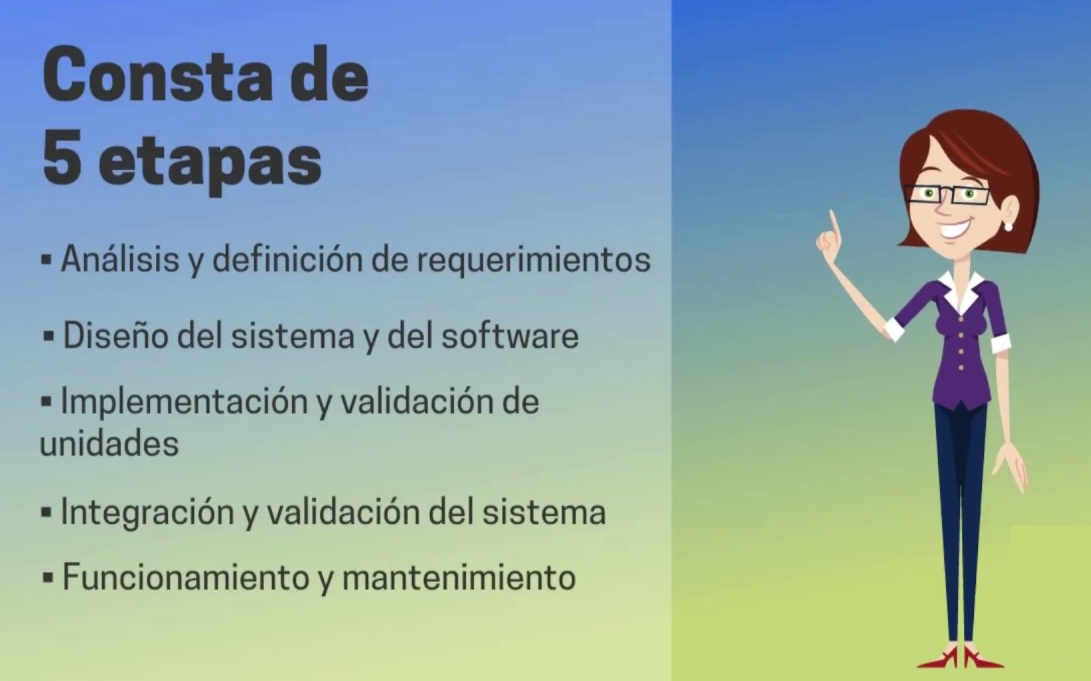 Consta de
5 etapas
▪ Análisis y definición de requerimientos
▪ Diseño del sistema y del software
▪ Implementación y validación de
unidades
▪ Integración y validación del sistema
▪ Funcionamiento y mantenimiento